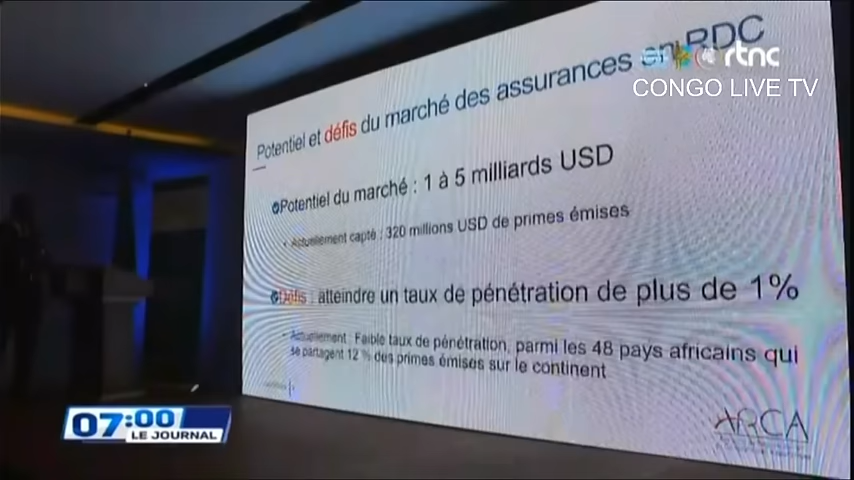 Potentiel et défis du marché des assurances en RDC
rtnc
CONGO LIVE TV
Potentiel du marché : 1 à 5 milliards USD
Actuellement capté : 320 millions USD de primes émises
Défis : atteindre un taux de pénétration de plus de 1%
Actuellement : Faible taux de pénétration, parmi les 48 pays africains qui
se partagent 12 % des primes émises sur le continent
ARCA
07:00
LE JOURNAL